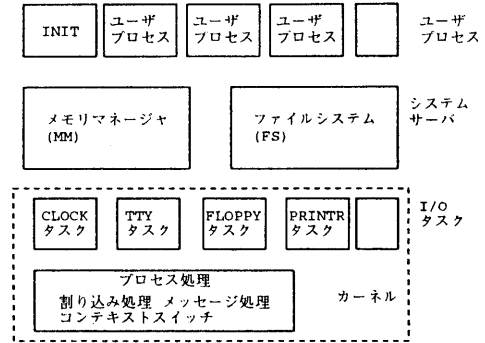 INIT
ユーザ
プロセス
ユーザ
プロセス
ユーザ
プロセス
ユーザ
プロセス
メモリマネージャ
(MM)
ファイルシステム
(FS)
システム
サーバ
CLOCK
タスク
TTY
タスク
FLOPPY
タスク
PRINTR
タスク
I/O
タスク
プロセス処理
割り込み処理 メッセージ処理
コンテキストスイッチ
カーネル